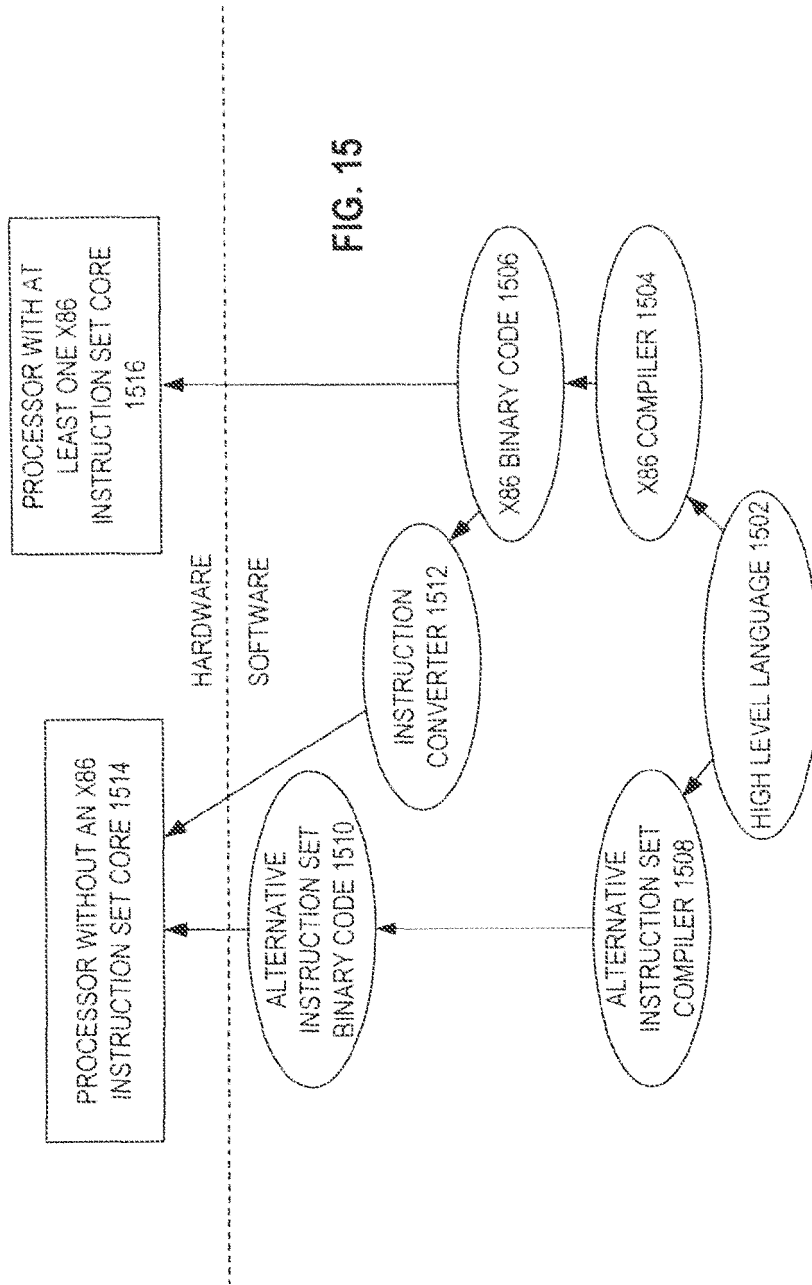 PROCESSOR WITHOUT AN X86
INSTRUCTION SET CORE 1514
PROCESSOR WITH AT
LEAST ONE X86
INSTRUCTION SET CORE
1516
HARDWARE
SOFTWARE
ALTERNATIVE
INSTRUCTION SET
BINARY CODE 1510
INSTRUCTION
CONVERTER 1512
X86 BINARY CODE 1506
ALTERNATIVE
INSTRUCTION SET
COMPILER 1508
X86 COMPILER 1504
HIGH LEVEL LANGUAGE 1502
FIG. 15